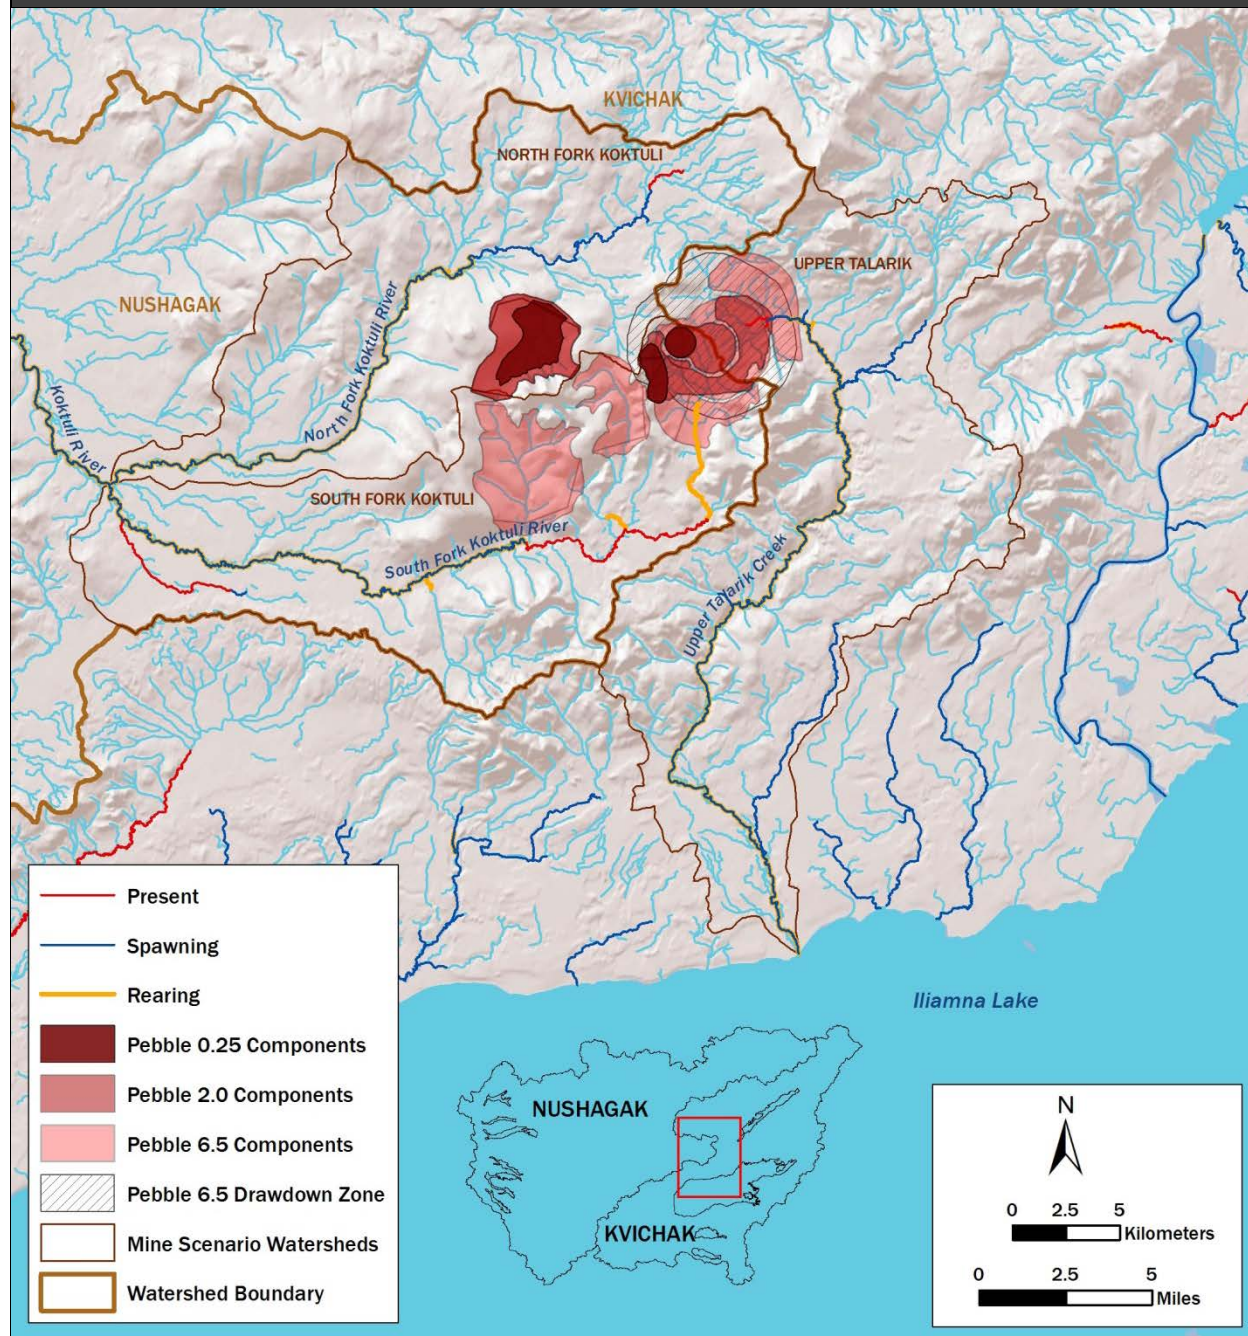 KVICHAK
NORTH FORK KOKTULI
UPPER TALARIK
NUSHAGAK
North Fork Koktuli River
Koktuli River
SOUTH FORK KOKTULI
South Fork Koktuli River
Upper Talarik Creek
Iliamna Lake
Present
Spawning
Rearing
Pebble 0.25 Components
Pebble 2.0 Components
Pebble 6.5 Components
Pebble 6.5 Drawdown Zone
Mine Scenario Watersheds
Watershed Boundary
NUSHAGAK
KVICHAK
N
0 2.5 5
Kilometers
0 2.5 5
Miles